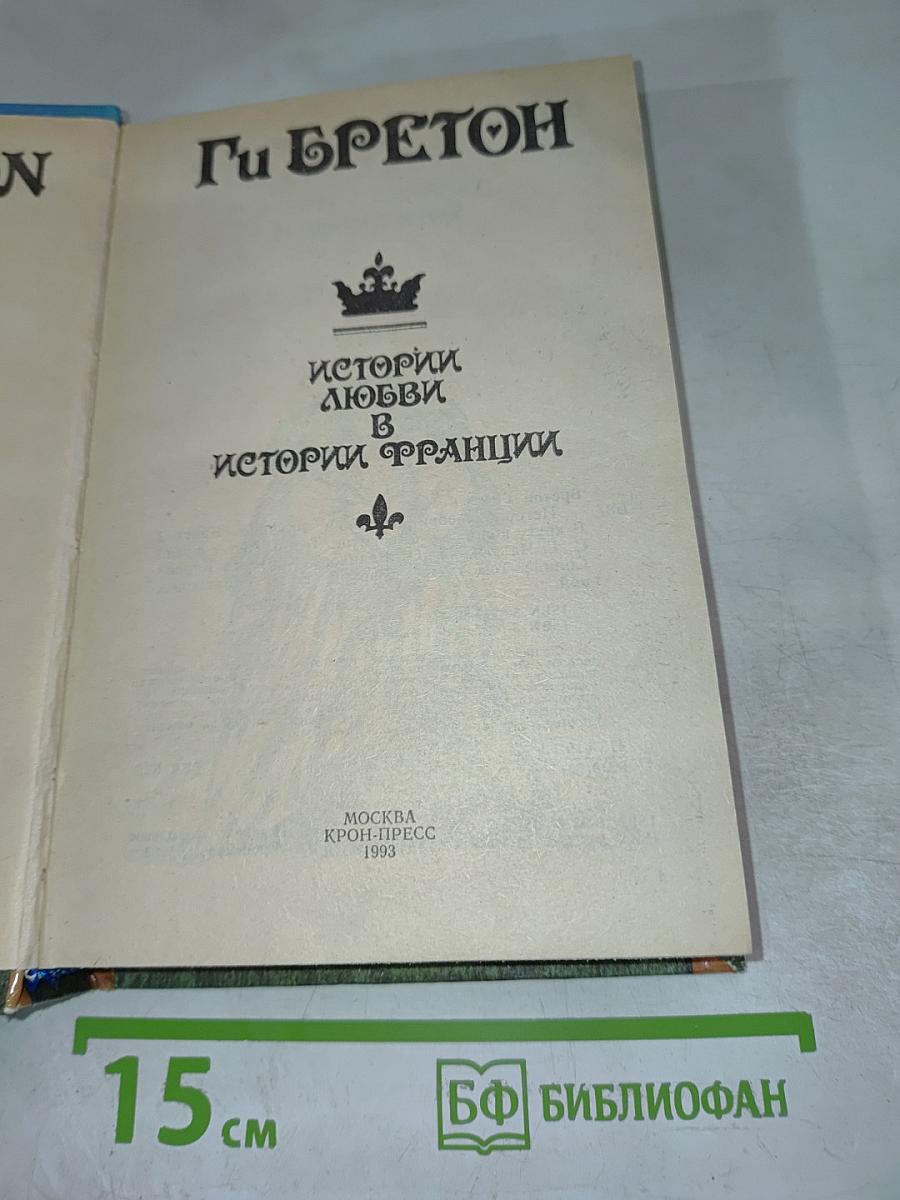 N
Ги БРЕТОН
ИСТОРИИ
ЛЮБВИ
В
ИСТОРИИ ФРАНЦИИ
МОСКВА
КРОН-ПРЕСС
1993
15 см
БФ БИБЛИОФАН